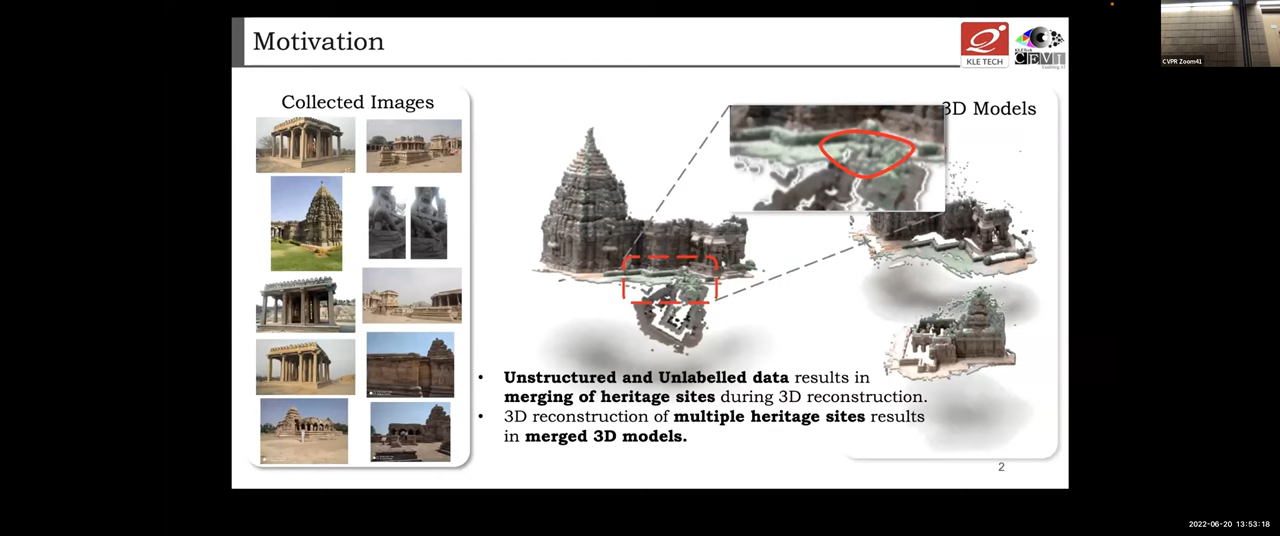 Motivation
KLE TECH
KLE Tech
CEVI
CVPR Zoom41
Collected Images
3D Models
• Unstructured and Unlabelled data results in
merging of heritage sites during 3D reconstruction.
• 3D reconstruction of multiple heritage sites results
in merged 3D models.
2
2022-06-20 13:53:18